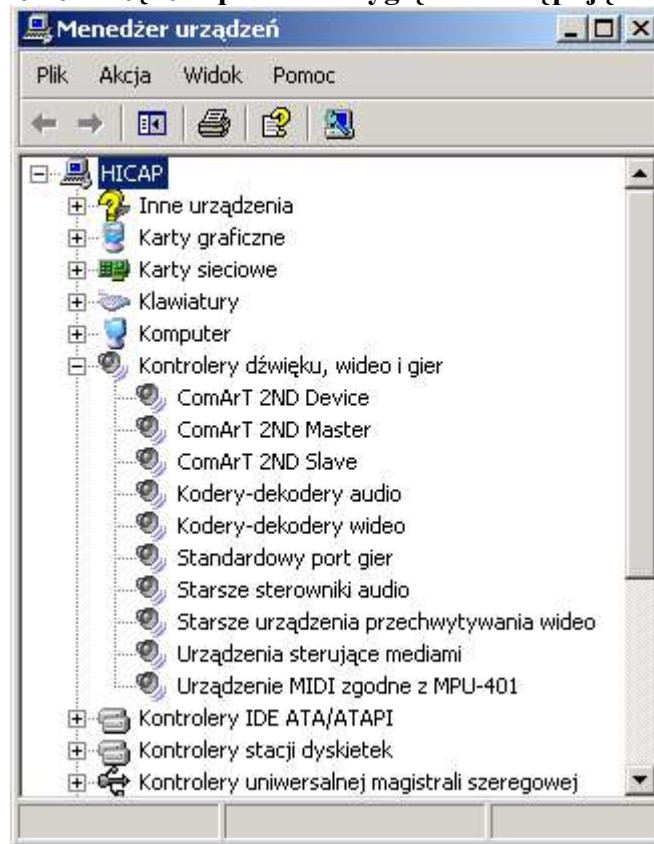 Menedżer urządzeń
Plik Akcja Widok Pomoc
HICAP
Inne urządzenia
Karty graficzne
Karty sieciowe
Klawiatury
Komputer
Kontrolery dźwięku, wideo i gier
ComArT 2ND Device
ComArT 2ND Master
ComArT 2ND Slave
Kodery-dekodery audio
Kodery-dekodery wideo
Standardowy port gier
Starsze sterowniki audio
Starsze urządzenia przechwytywania wideo
Urządzenia sterujące mediami
Urządzenie MIDI zgodne z MPU-401
Kontrolery IDE ATA/ATAPI
Kontrolery stacji dyskietek
Kontrolery uniwersalnej magistrali szeregowej